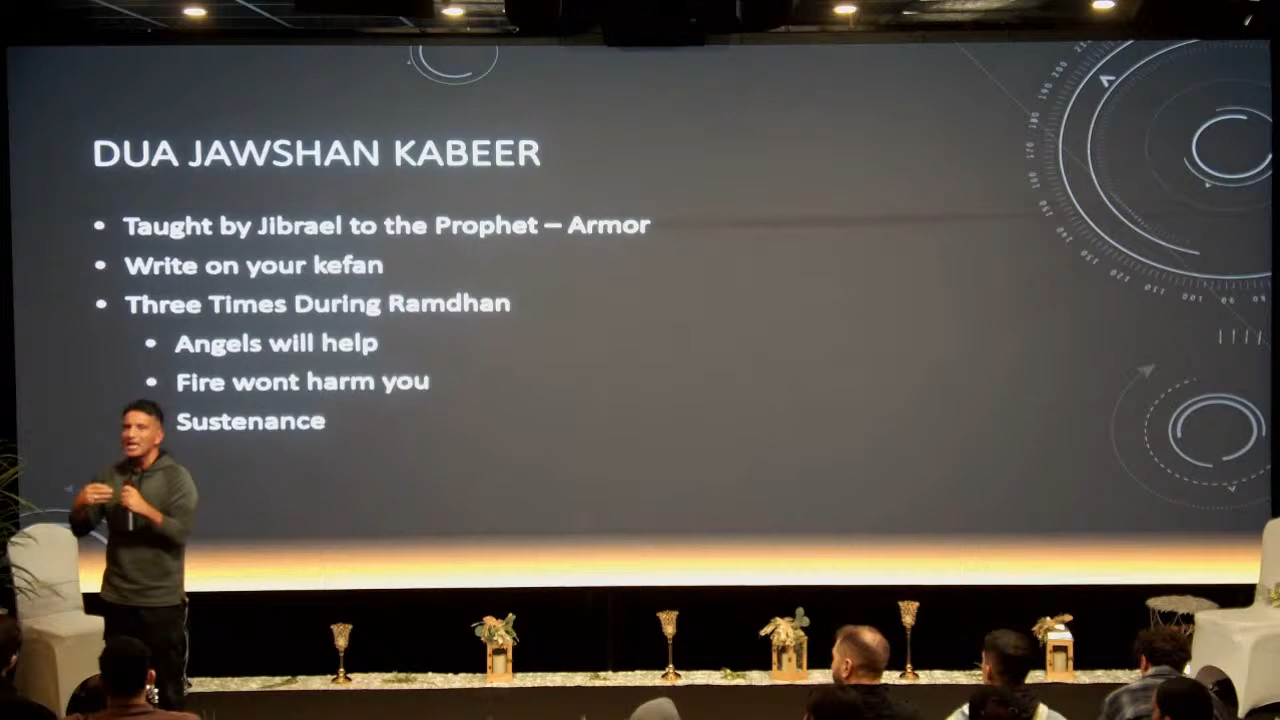 DUA JAWSHAN KABEER
• Taught by Jibrael to the Prophet – Armor
• Write on your kefan
• Three Times During Ramdhan
• Angels will help
• Fire wont harm you
Sustenance